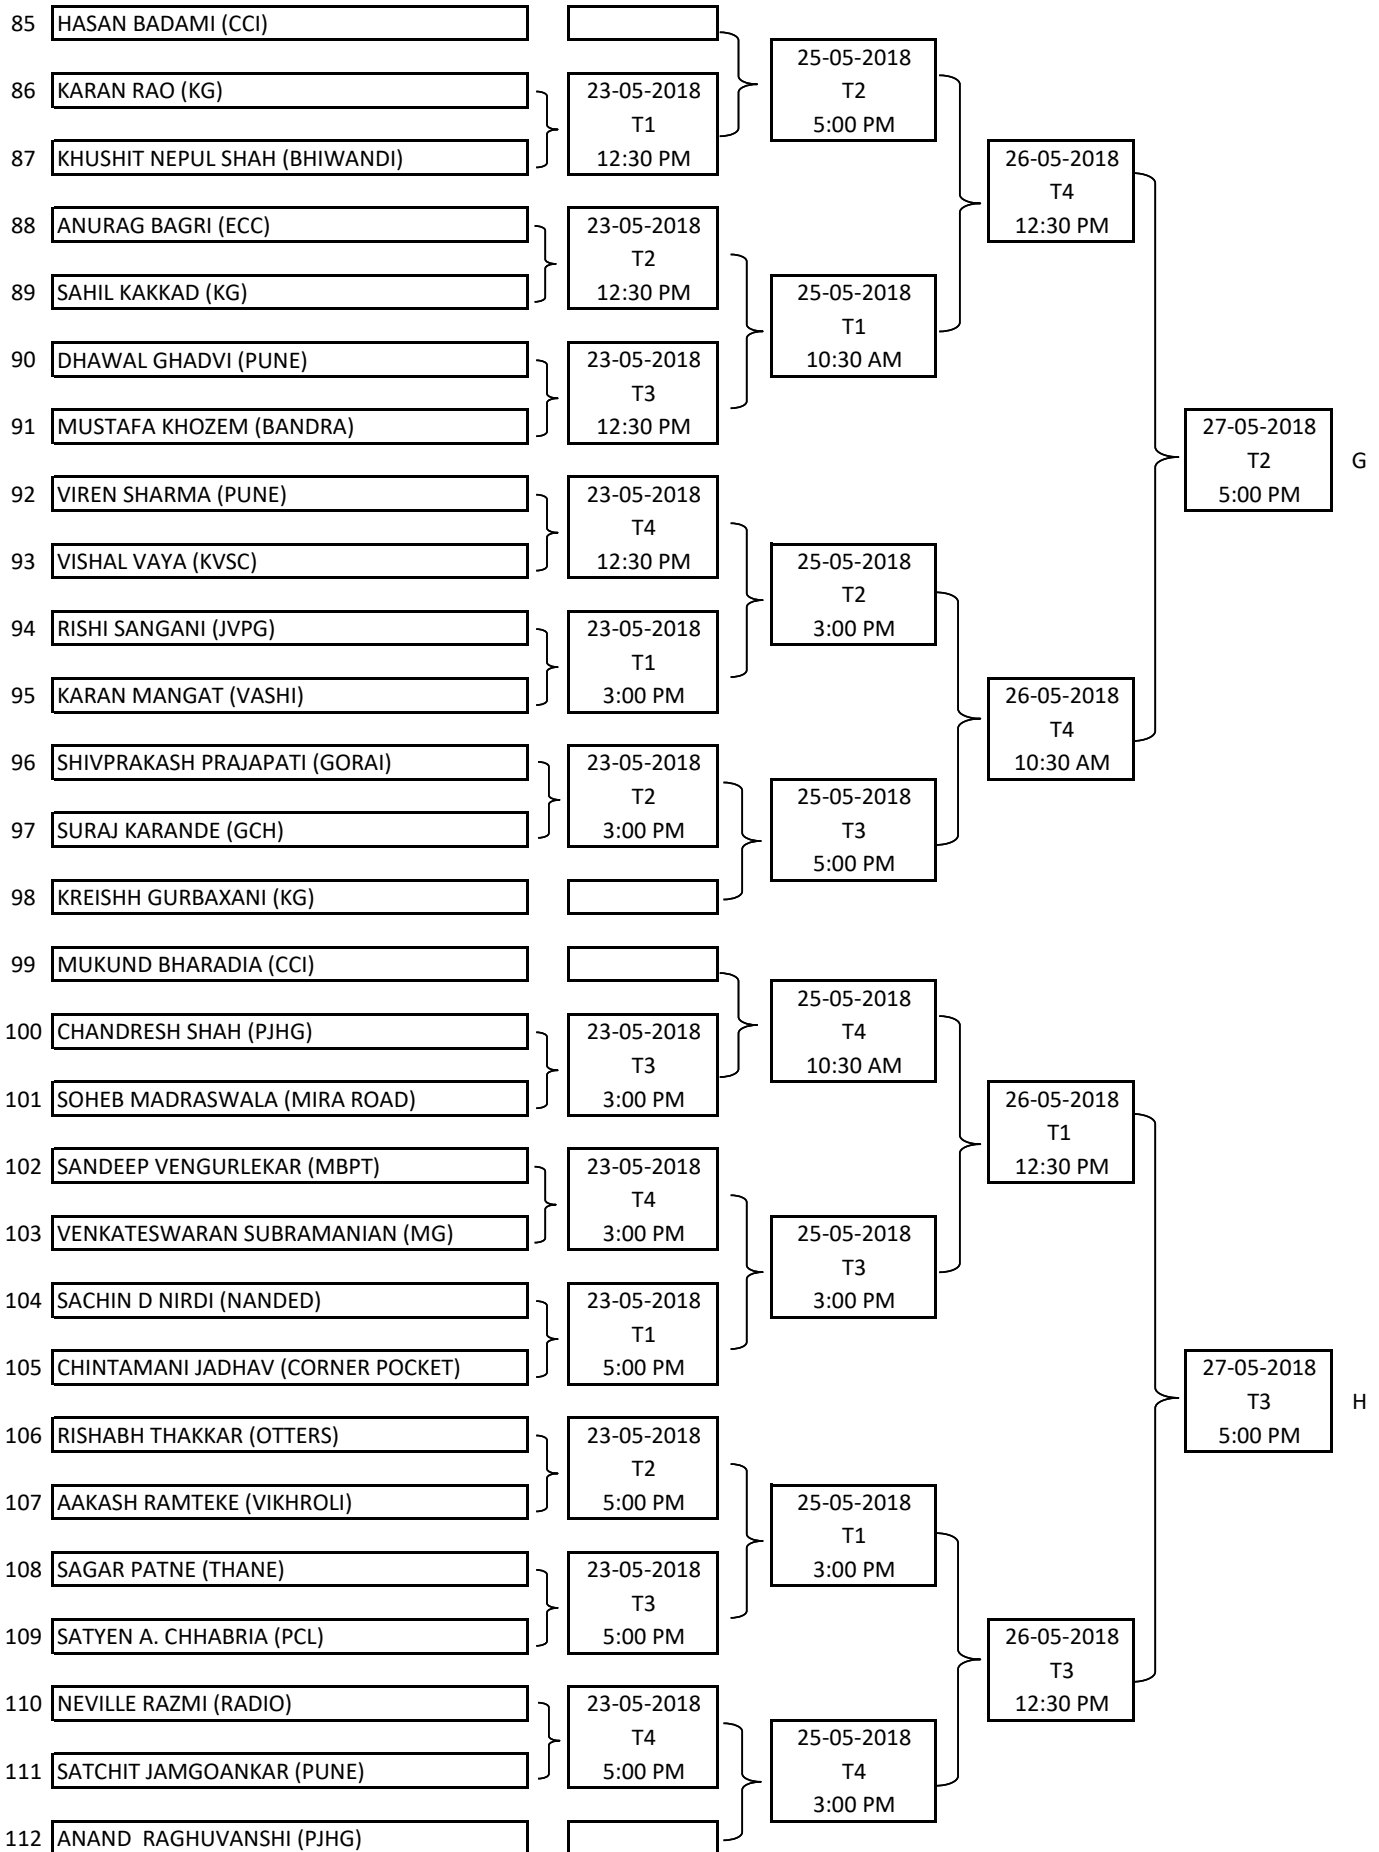 85 HASAN BADAMI (CCI)
25-05-2018
86 KARAN RAO (KG) 23-05-2018 T2
T1 5:00 PM
87 KHUSHIT NEPUL SHAH (BHIWANDI) 12:30 PM 26-05-2018
T4
88 ANURAG BAGRI (ECC) 23-05-2018 12:30 PM
T2
89 SAHIL KAKKAD (KG) 12:30 PM 25-05-2018
T1
90 DHAWAL GHADVI (PUNE) 23-05-2018 10:30 AM
T3
91 MUSTAFA KHOZEM (BANDRA) 12:30 PM 27-05-2018
T2 G
92 VIREN SHARMA (PUNE) 23-05-2018 5:00 PM
T4
93 VISHAL VAYA (KVSC) 12:30 PM 25-05-2018
T2
94 RISHI SANGANI (JVPG) 23-05-2018 3:00 PM
T1
95 KARAN MANGAT (VASHI) 3:00 PM 26-05-2018
T4
96 SHIVPRAKASH PRAJAPATI (GORAI) 23-05-2018 10:30 AM
T2 25-05-2018
97 SURAJ KARANDE (GCH) 3:00 PM T3
5:00 PM
98 KREISHH GURBAXANI (KG)
99 MUKUND BHARADIA (CCI)
25-05-2018
100 CHANDRESH SHAH (PJHG) 23-05-2018 T4
T3 10:30 AM
101 SOHEB MADRASWALA (MIRA ROAD) 3:00 PM 26-05-2018
T1
102 SANDEEP VENGURLEKAR (MBPT) 23-05-2018 12:30 PM
T4
103 VENKATESWARAN SUBRAMANIAN (MG) 3:00 PM 25-05-2018
T3
104 SACHIN D NIRDI (NANDED) 23-05-2018 3:00 PM
T1
105 CHINTAMANI JADHAV (CORNER POCKET) 5:00 PM 27-05-2018
T3 H
106 RISHABH THAKKAR (OTTERS) 23-05-2018 5:00 PM
T2
107 AAKASH RAMTEKE (VIKHROLI) 5:00 PM 25-05-2018
T1
108 SAGAR PATNE (THANE) 23-05-2018 3:00 PM
T3
109 SATYEN A. CHHABRIA (PCL) 5:00 PM 26-05-2018
T3
110 NEVILLE RAZMI (RADIO) 23-05-2018 12:30 PM
T4 25-05-2018
111 SATCHIT JAMGOANKAR (PUNE) 5:00 PM T4
3:00 PM
112 ANAND RAGHUVANSHI (PJHG)